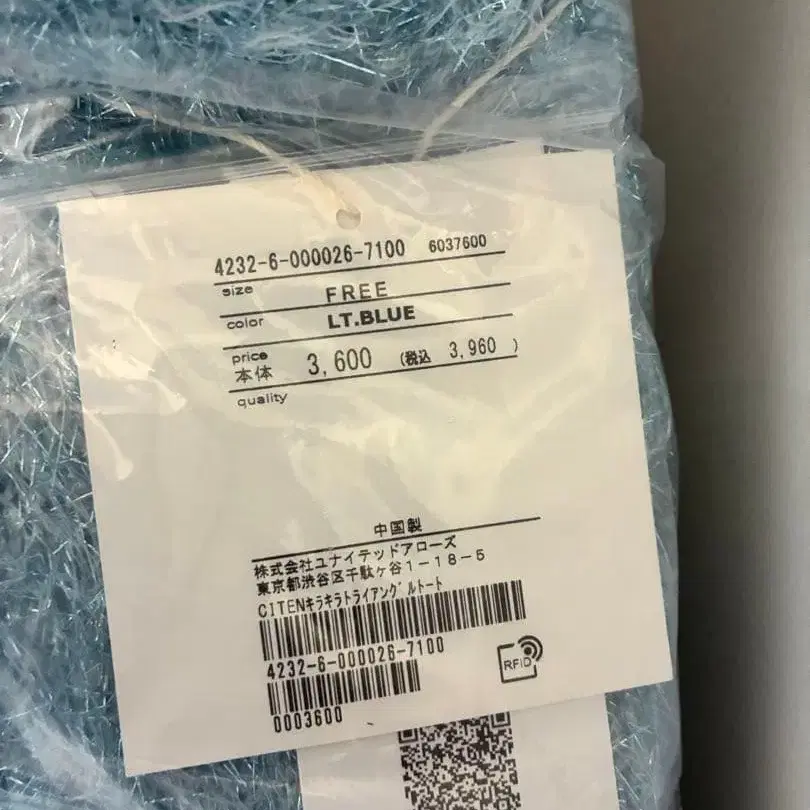 4232-6-000026-7100 6037600
size FREE
color LT.BLUE
price
本体 3,600 (税込 3,960 )
quality
中国製
株式会社ユナイテッドアローズ
東京都渋谷区千駄ヶ谷1-18-5
CITENキラキラトライアングルトート
4232-6-000026-7100
0003600
RFID